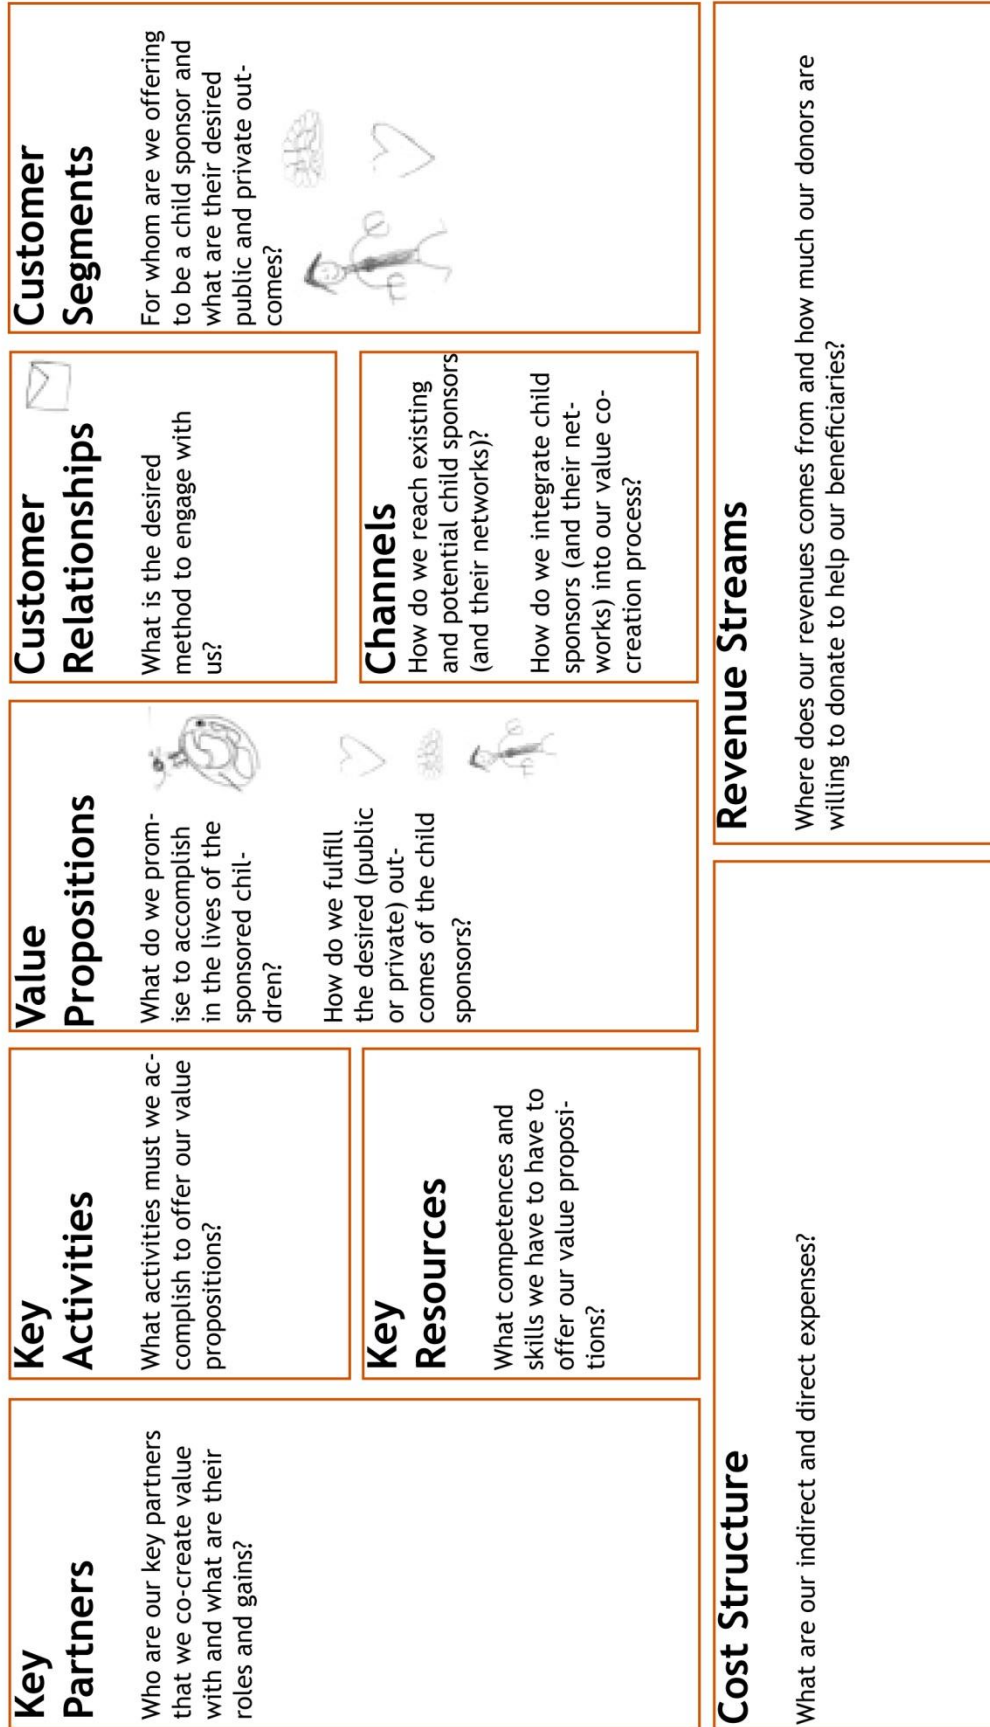 Key
Partners
Who are our key partners
that we co-create value
with and what are their
roles and gains?
Key
Activities
What activities must we ac-
complish to offer our value
propositions?
Key
Resources
What competences and
skills we have to have to
offer our value proposi-
tions?
Value
Propositions
What do we prom-
ise to accomplish
in the lives of the
sponsored chil-
dren?
How do we fulfill
the desired (public
or private) out-
comes of the child
sponsors?
Customer
Relationships
What is the desired
method to engage with
us?
Channels
How do we reach existing
and potential child sponsors
(and their networks)?
How do we integrate child
sponsors (and their net-
works) into our value co-
creation process?
Customer
Segments
For whom are we offering
to be a child sponsor and
what are their desired
public and private out-
comes?
Cost Structure
What are our indirect and direct expenses?
Revenue Streams
Where does our revenues comes from and how much our donors are
willing to donate to help our beneficiaries?